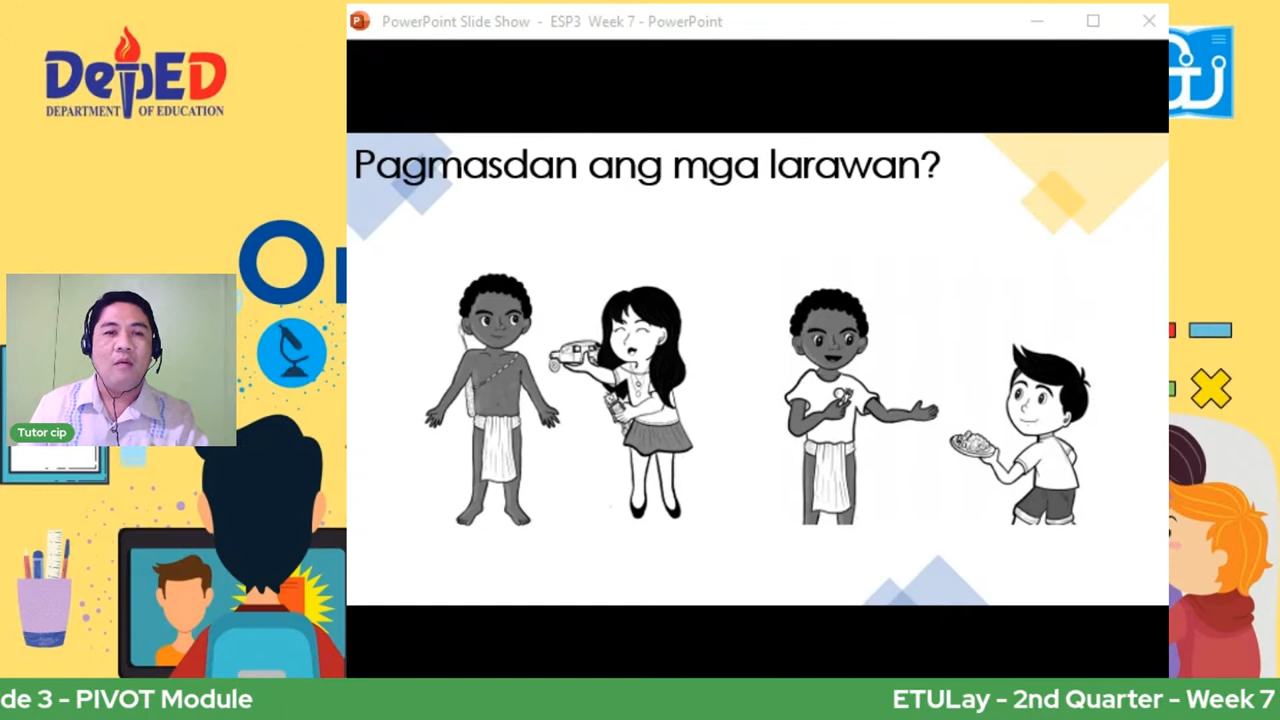 PowerPoint Slide Show - ESP3 Week 7 - PowerPoint
DepED
DEPARTMENT OF EDUCATION
Pagmasdan ang mga larawan?
Tutor cip
de 3 - PIVOT Module
ETULay - 2nd Quarter - Week 7